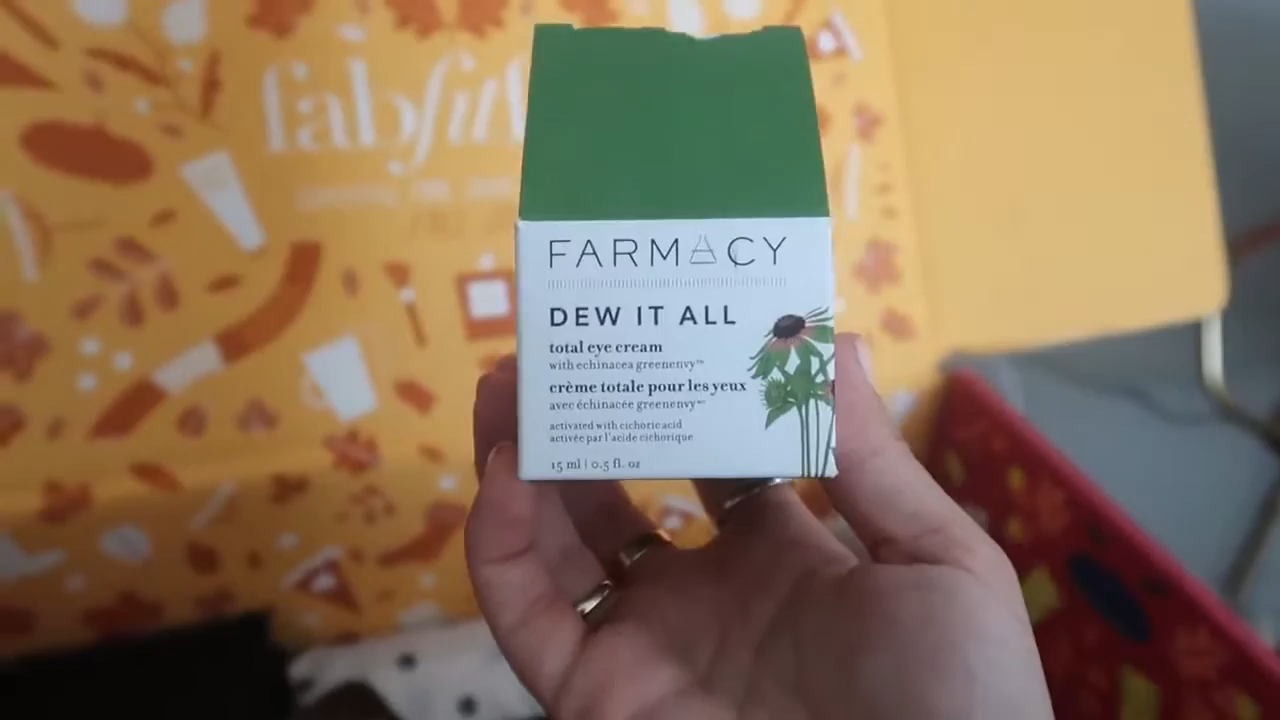 fabfit
FARMACY
DEW IT ALL
total eye cream
with echinacea greenenvy™
crème totale pour les yeux
avec échinacée greenenvy™
activated with cichoric acid
activée par l'acide cichorique
15 ml | 0.5 fl. oz